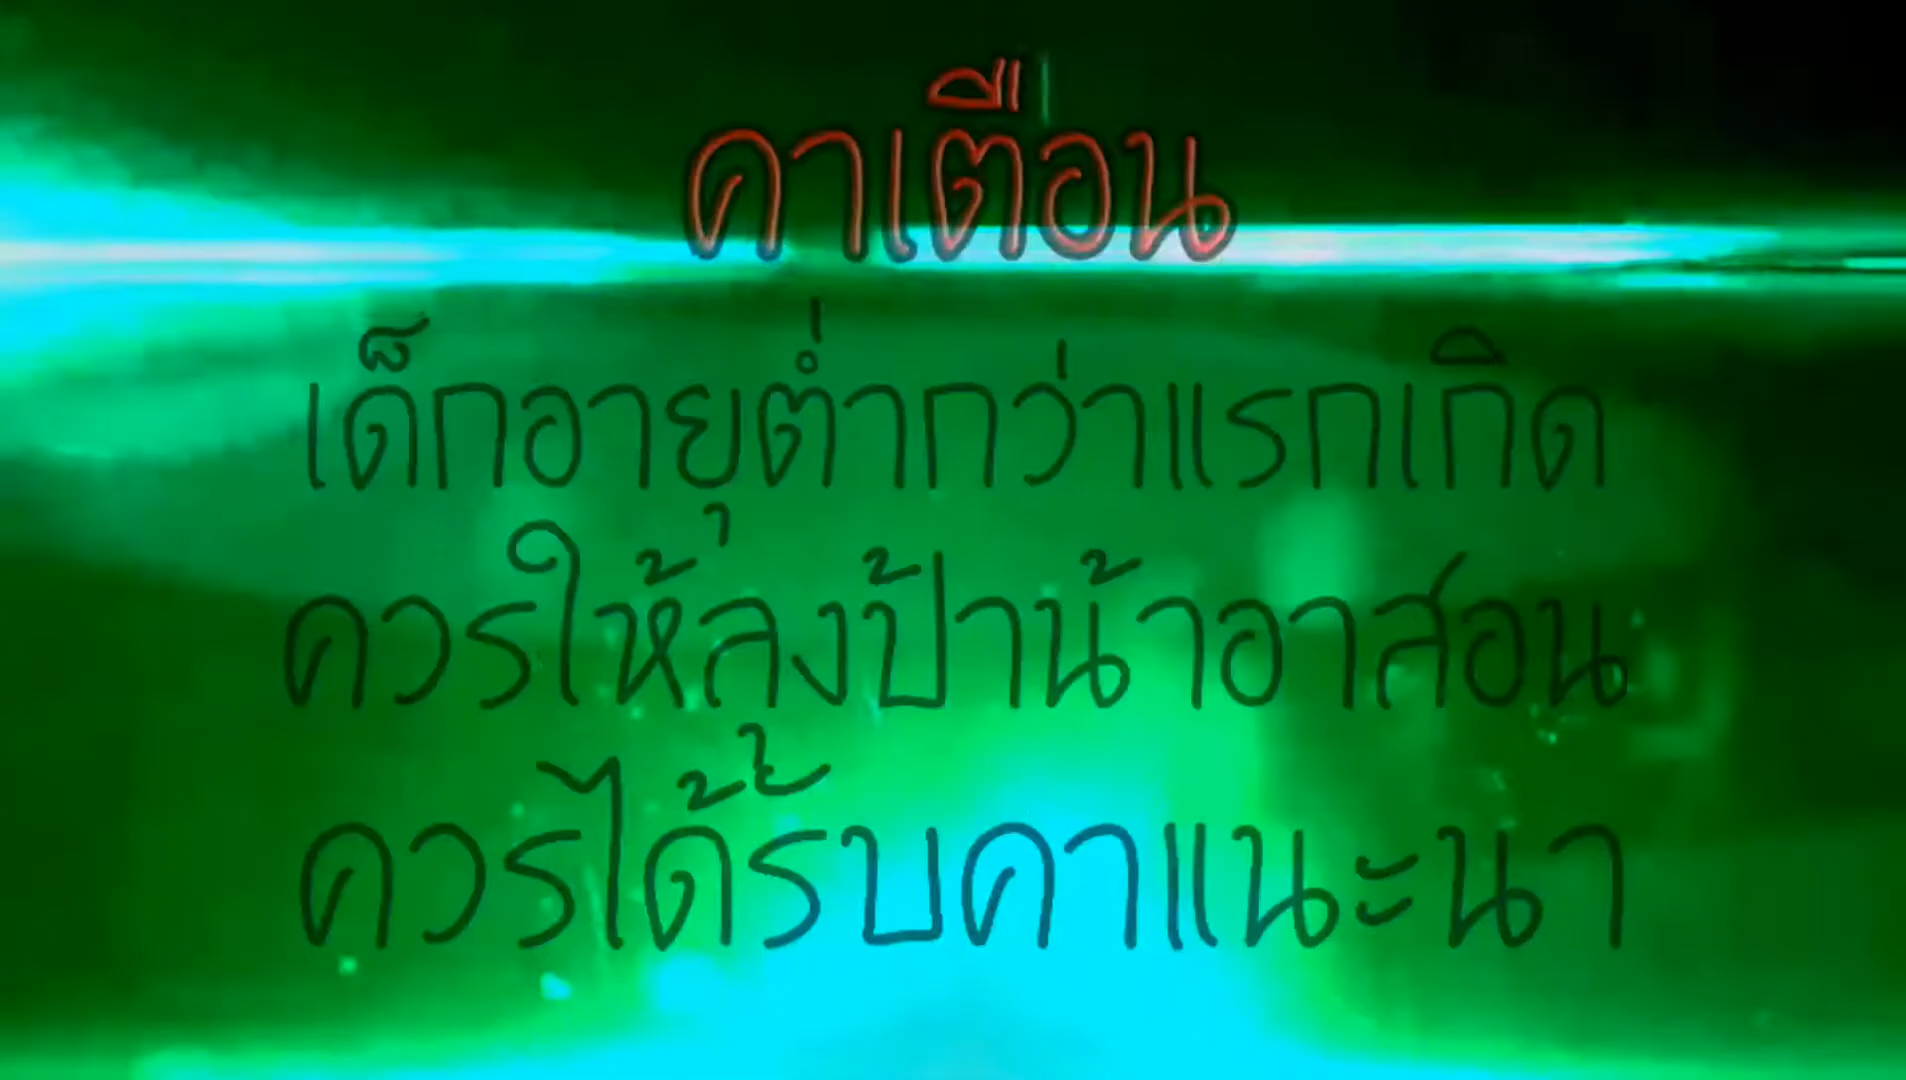 คาเตือน
เด็กอายุต่ำกว่าแรกเกิด
ควรให้ลุงป้าน้าอาสอน
ควรได้รับคาแนะนา